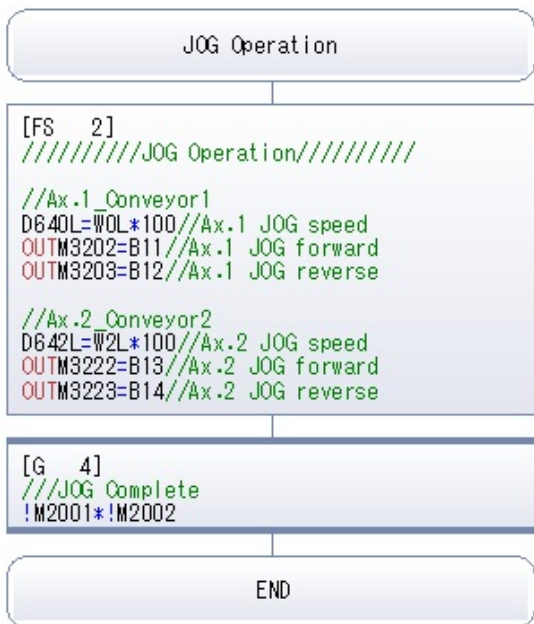 JOG Operation
[FS   2]
//////////JOG Operation//////////
//Ax.1_Conveyor1
D640L=W0L*100//Ax.1 JOG speed
OUTM3202=B11//Ax.1 JOG forward
OUTM3203=B12//Ax.1 JOG reverse
//Ax.2_Conveyor2
D642L=W2L*100//Ax.2 JOG speed
OUTM3222=B13//Ax.2 JOG forward
OUTM3223=B14//Ax.2 JOG reverse
[G   4]
///JOG Complete
!M2001*!M2002
END